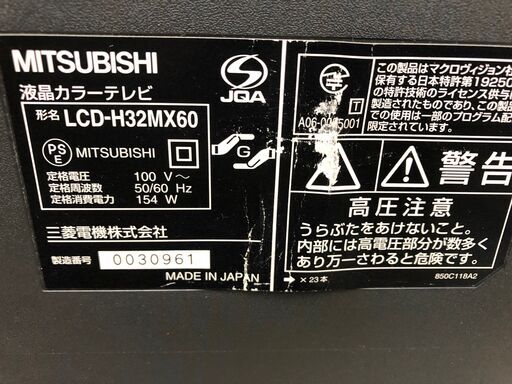 MITSUBISHI
液晶カラーテレビ
形名 LCD-H32MX60
PS E MITSUBISHI
定格電圧 100 V～
定格周波数 50/60 Hz
定格消費電力 154 W
三菱電機株式会社
製造番号 0030961
MADE IN JAPAN
JQA
G
T
A06-0
5001
この製品はマクロヴィジョン社
保有する日本特許第19250
の特許技術のライセンス供与
製造されたものであり、この
での使用は一部のプログラム配
限定されています。
警告
高圧注意
うらぶたをあけないこと。
内部には高電圧部分が数多く
あり万一さわると危険です。
→ × 23本
850C118A2